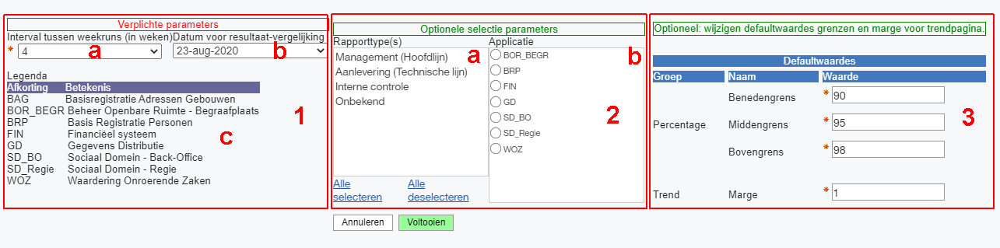 Verplichte parameters
Interval tussen weekruns (in weken) Datum voor resultaat-vergelijking
* 4 a 23-aug-2020 b
Legenda
Afkorting Betekenis
BAG Basisregistratie Adressen Gebouwen
BOR_BEGR Beheer Openbare Ruimte - Begraafplaats
BRP Basis Registratie Personen
FIN Financiëel systeem
GD Gegevens Distributie
SD_BO Sociaal Domein - Back-Office
SD_Regie Sociaal Domein - Regie
WOZ Waardering Onroerende Zaken
c
1
Optionele selectie parameters
Rapporttype(s)
Management (Hoofdlijn)
Aanlevering (Technische lijn)
Interne controle
Onbekend
a
Alle selecteren
Alle deselecteren
Applicatie
BOR_BEGR
BRP
FIN
GD
SD_BO
SD_Regie
WOZ
b
2
Optioneel: wijzigen defaultwaardes grenzen en marge voor trendpagina.
Defaultwaardes
Groep Naam Waarde
Benedengrens * 90
Percentage Middengrens * 95
Bovengrens * 98
Trend Marge * 1
3
Annuleren Voltooien